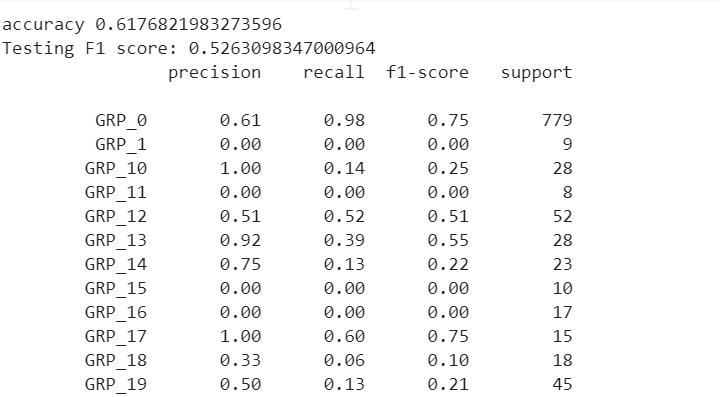 accuracy 0.6176821983273596
Testing F1 score: 0.5263098347000964
precision recall f1-score support
GRP_0 0.61 0.98 0.75 779
GRP_1 0.00 0.00 0.00 9
GRP_10 1.00 0.14 0.25 28
GRP_11 0.00 0.00 0.00 8
GRP_12 0.51 0.52 0.51 52
GRP_13 0.92 0.39 0.55 28
GRP_14 0.75 0.13 0.22 23
GRP_15 0.00 0.00 0.00 10
GRP_16 0.00 0.00 0.00 17
GRP_17 1.00 0.60 0.75 15
GRP_18 0.33 0.06 0.10 18
GRP_19 0.50 0.13 0.21 45